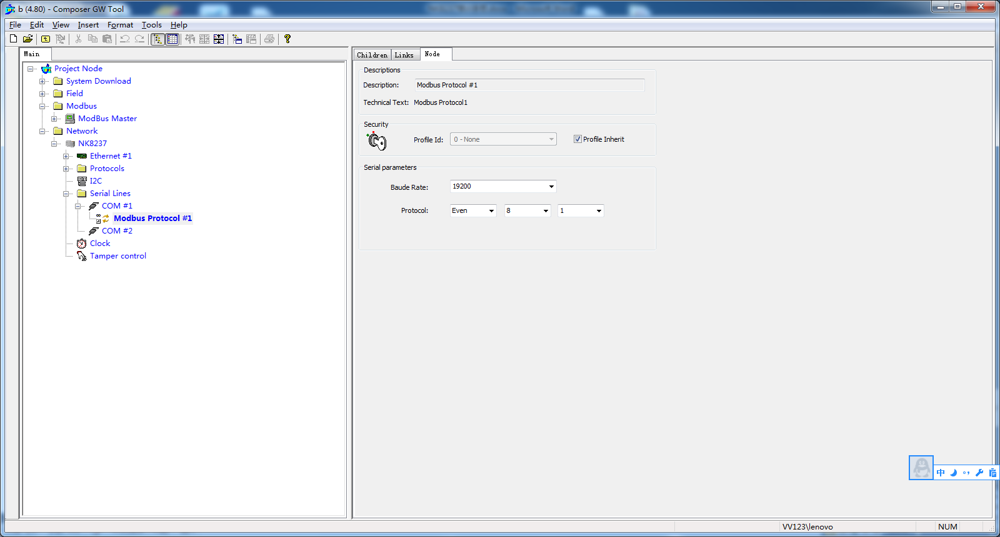 b (4.80) - Composer GW Tool
File Edit View Insert Format Tools Help
Main
Project Node
System Download
Field
Modbus
ModBus Master
Network
NK8237
Ethernet #1
Protocols
I2C
Serial Lines
COM #1
Modbus Protocol #1
COM #2
Clock
Tamper control
Children Links Node
Descriptions
Description: Modbus Protocol #1
Technical Text: Modbus Protocol1
Security
Profile Id: 0 - None Profile Inherit
Serial parameters
Baude Rate: 19200
Protocol: Even 8 1
中
VV123\lenovo NUM